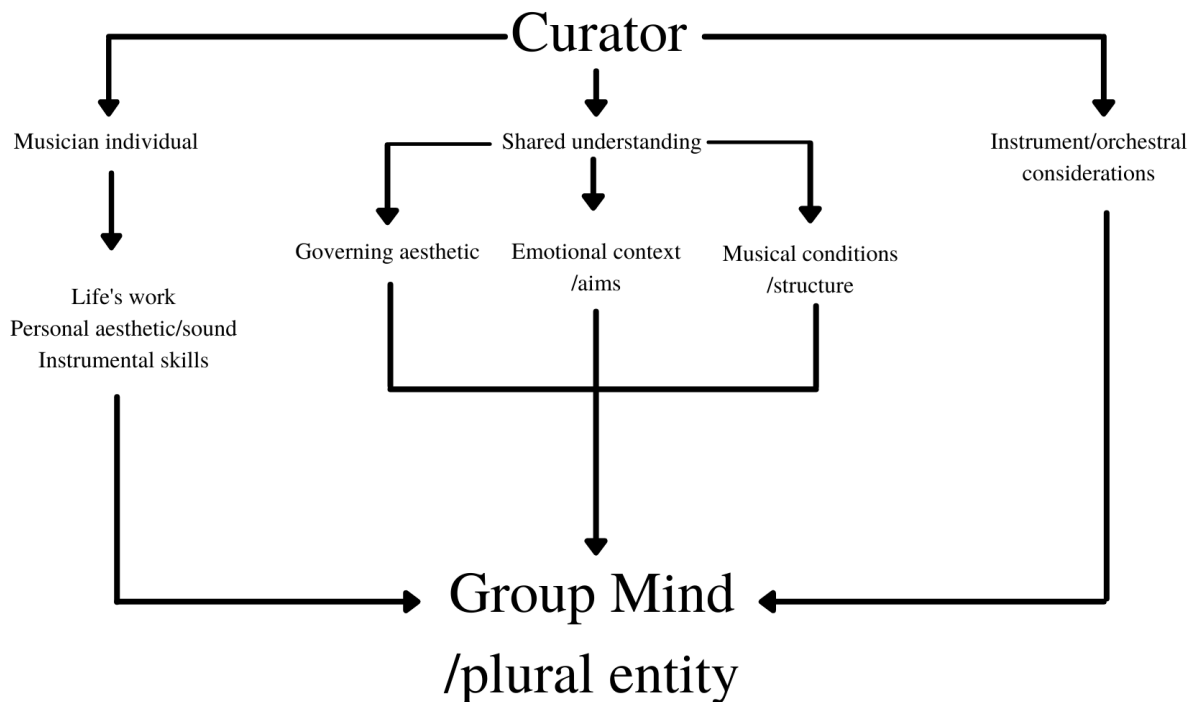 Curator
Musician individual
Shared understanding
Instrument/orchestral
considerations
Governing aesthetic
Emotional context
/aims
Musical conditions
/structure
Life's work
Personal aesthetic/sound
Instrumental skills
Group Mind
/plural entity